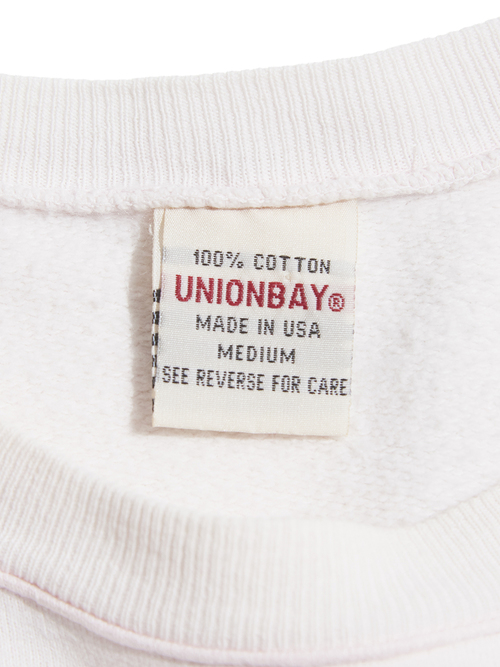 100% COTTON
UNIONBAY®
MADE IN USA
MEDIUM
SEE REVERSE FOR CARE